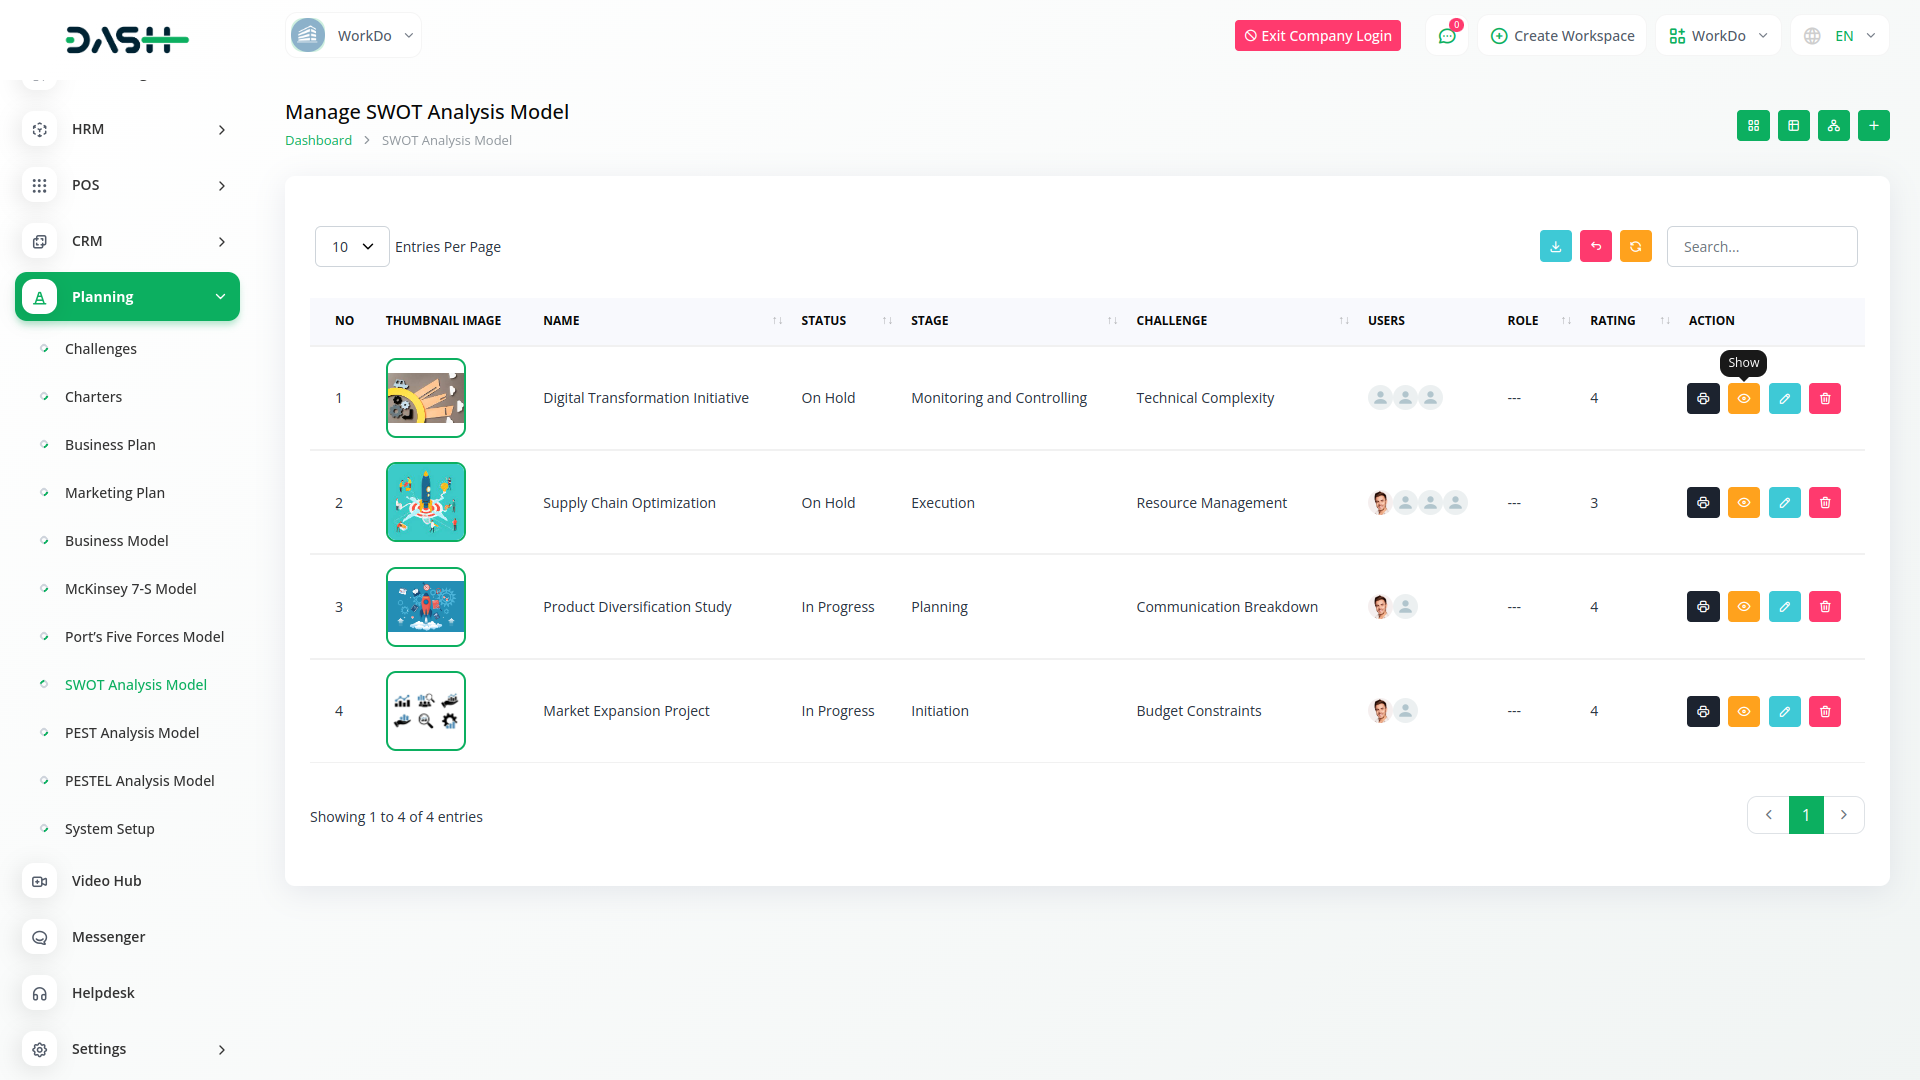 DASH
WorkDo
Exit Company Login
0
Create Workspace
WorkDo
EN
HRM
POS
CRM
Planning
Challenges
Charters
Business Plan
Marketing Plan
Business Model
McKinsey 7-S Model
Port's Five Forces Model
SWOT Analysis Model
PEST Analysis Model
PESTEL Analysis Model
System Setup
Video Hub
Messenger
Helpdesk
Settings
Manage SWOT Analysis Model
Dashboard > SWOT Analysis Model
10 Entries Per Page
Search...
NO THUMBNAIL IMAGE NAME STATUS STAGE CHALLENGE USERS ROLE RATING ACTION
Show
1 Digital Transformation Initiative On Hold Monitoring and Controlling Technical Complexity --- 4
2 Supply Chain Optimization On Hold Execution Resource Management --- 3
3 Product Diversification Study In Progress Planning Communication Breakdown --- 4
4 Market Expansion Project In Progress Initiation Budget Constraints --- 4
Showing 1 to 4 of 4 entries
1